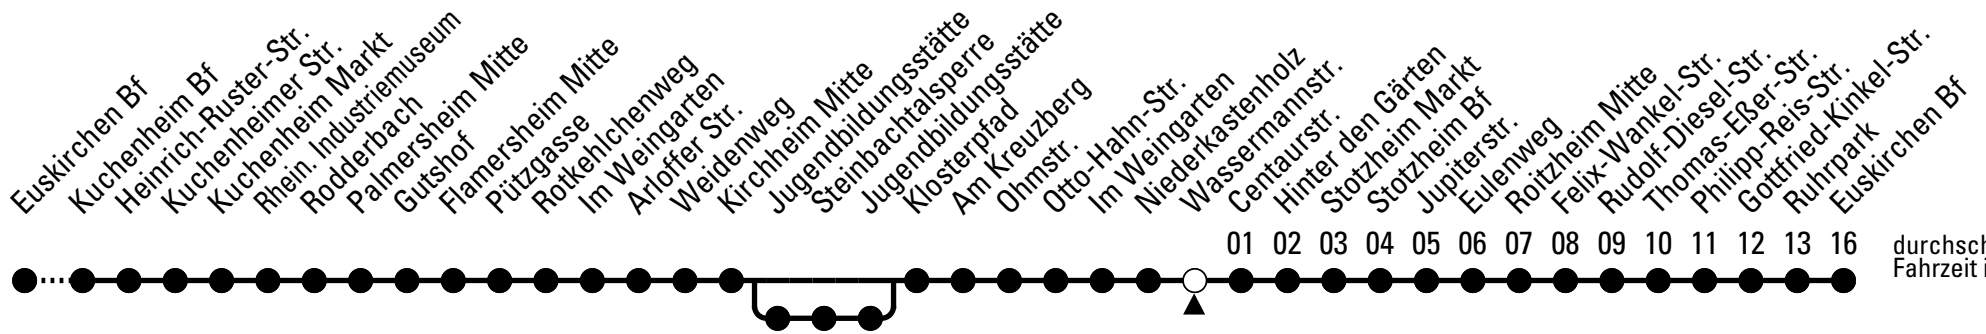 Euskirchen Bf
Kuchenheim Bf
Heinrich-Ruster-Str.
Kuchenheimer Str.
Kuchenheim Markt
Rhein. Industriemuseum
Rodderbach
Palmersheim Mitte
Gutshof
Flamersheim Mitte
Pützgasse
Rotkehlchenweg
Im Weingarten
Arloffer Str.
Weidenweg
Kirchheim Mitte
Jugendbildungsstätte
Steinbachtalsperre
Jugendbildungsstätte
Klosterpfad
Am Kreuzberg
Ohmstr.
Otto-Hahn-Str.
Im Weingarten
Niederkastenholz
Wassermannstr.
Centaurstr.
Hinter den Gärten
Stotzheim Markt
Stotzheim Bf
Jupiterstr.
Eulenweg
Roitzheim Mitte
Felix-Wankel-Str.
Rudolf-Diesel-Str.
Thomas-Eßer-Str.
Philipp-Reis-Str.
Gottfried-Kinkel-Str.
Ruhrpark
Euskirchen Bf
01 02 03 04 05 06 07 08 09 10 11 12 13 16
durchsch
Fahrzeit i